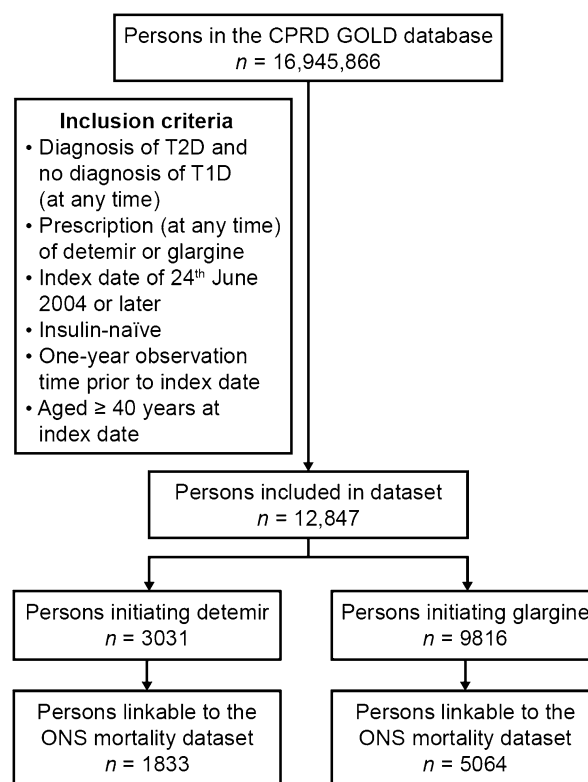 Persons in the CPRD GOLD database
n = 16,945,866
Inclusion criteria
• Diagnosis of T2D and
no diagnosis of T1D
(at any time)
• Prescription (at any time)
of detemir or glargine
• Index date of 24th June
2004 or later
• Insulin-naïve
• One-year observation
time prior to index date
• Aged ≥ 40 years at
index date
Persons included in dataset
n = 12,847
Persons initiating detemir
n = 3031
Persons initiating glargine
n = 9816
Persons linkable to the
ONS mortality dataset
n = 1833
Persons linkable to the
ONS mortality dataset
n = 5064